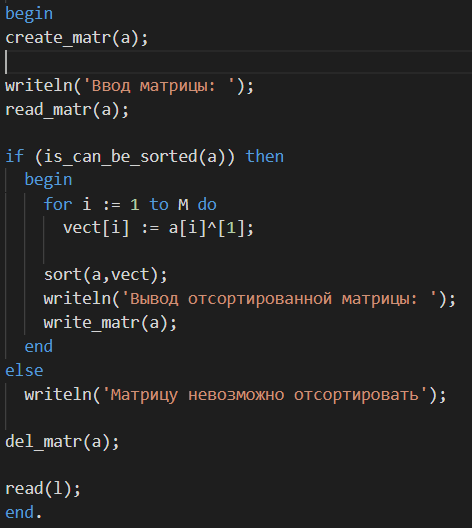 begin
create_matr(a);
writeln('Ввод матрицы: ');
read_matr(a);
if (is_can_be_sorted(a)) then
begin
for i := 1 to M do
vect[i] := a[i]^[1];
sort(a,vect);
writeln('Вывод отсортированной матрицы: ');
write_matr(a);
end
else
writeln('Матрицу невозможно отсортировать');
del_matr(a);
read(l);
end.